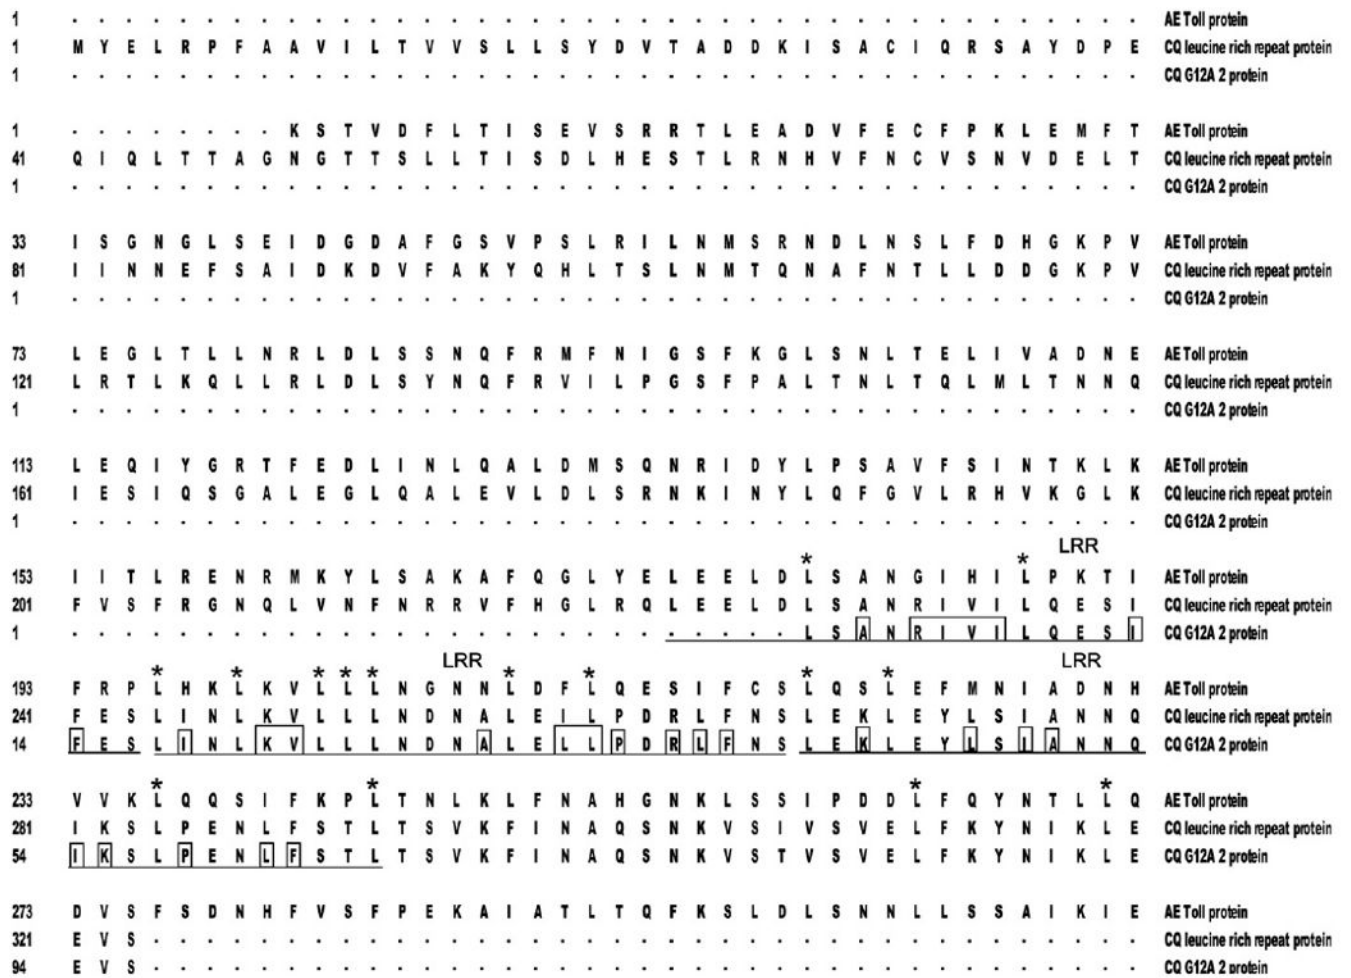 1 . . . . . . . . . . . . . . . . . . . . . . . . . . . . . . . . . . . . . . . . AE Toll protein
1 M Y E L R P F A A V I L T V V S L L S Y D V T A D D K I S A C I Q R S A Y D P E CQ leucine rich repeat protein
1 . . . . . . . . . . . . . . . . . . . . . . . . . . . . . . . . . . . . . . . . CQ G12A 2 protein
1 . . . . . . . . K S T V D F L T I S E V S R R T L E A D V F E C F P K L E M F T AE Toll protein
41 Q I Q L T T A G N G T T S L L T I S D L H E S T L R N H V F N C V S N V D E L T CQ leucine rich repeat protein
1 . . . . . . . . . . . . . . . . . . . . . . . . . . . . . . . . . . . . . . . . CQ G12A 2 protein
33 I S G N G L S E I D G D A F G S V P S L R I L N M S R N D L N S L F D H G K P V AE Toll protein
81 I I N N E F S A I D K D V F A K Y Q H L T S L N M T Q N A F N T L L D D G K P V CQ leucine rich repeat protein
1 . . . . . . . . . . . . . . . . . . . . . . . . . . . . . . . . . . . . . . . . CQ G12A 2 protein
73 L E G L T L L N R L D L S S N Q F R M F N I G S F K G L S N L T E L I V A D N E AE Toll protein
121 L R T L K Q L L R L D L S Y N Q F R V I L P G S F P A L T N L T Q L M L T N N Q CQ leucine rich repeat protein
1 . . . . . . . . . . . . . . . . . . . . . . . . . . . . . . . . . . . . . . . . CQ G12A 2 protein
113 L E Q I Y G R T F E D L I N L Q A L D M S Q N R I D Y L P S A V F S I N T K L K AE Toll protein
161 I E S I Q S G A L E G L Q A L E V L D L S R N K I N Y L Q F G V L R H V K G L K CQ leucine rich repeat protein
1 . . . . . . . . . . . . . . . . . . . . . . . . . . . . . . . . . . . . . . . . CQ G12A 2 protein
* * LRR
153 I I T L R E N R M K Y L S A K A F Q G L Y E L E E L D L S A N G I H I L P K T I AE Toll protein
201 F V S F R G N Q L V N F N R R V F H G L R Q L E E L D L S A N R I V I L Q E S I CQ leucine rich repeat protein
1 . . . . . . . . . . . . . . . . . . . . . . . . . . . L S A N R I V I L Q E S I CQ G12A 2 protein
* * * * * LRR * * * * LRR
193 F R P L H K L K V L L L N G N N L D F L Q E S I F C S L Q S L E F M N I A D N H AE Toll protein
241 F E S L I N L K V L L L N D N A L E I L P D R L F N S L E K L E Y L S I A N N Q CQ leucine rich repeat protein
14 F E S L I N L K V L L L N D N A L E L L P D R L F N S L E K L E Y L S I A N N Q CQ G12A 2 protein
* * * *
233 V V K L Q Q S I F K P L T N L K L F N A H G N K L S S I P D D L F Q Y N T L L Q AE Toll protein
281 I K S L P E N L F S T L T S V K F I N A Q S N K V S I V S V E L F K Y N I K L E CQ leucine rich repeat protein
54 I K S L P E N L F S T L T S V K F I N A Q S N K V S T V S V E L F K Y N I K L E CQ G12A 2 protein
273 D V S F S D N H F V S F P E K A I A T L T Q F K S L D L S N N L L S S A I K I E AE Toll protein
321 E V S . . . . . . . . . . . . . . . . . . . . . . . . . . . . . . . . . . . . . CQ leucine rich repeat protein
94 E V S . . . . . . . . . . . . . . . . . . . . . . . . . . . . . . . . . . . . . CQ G12A 2 protein